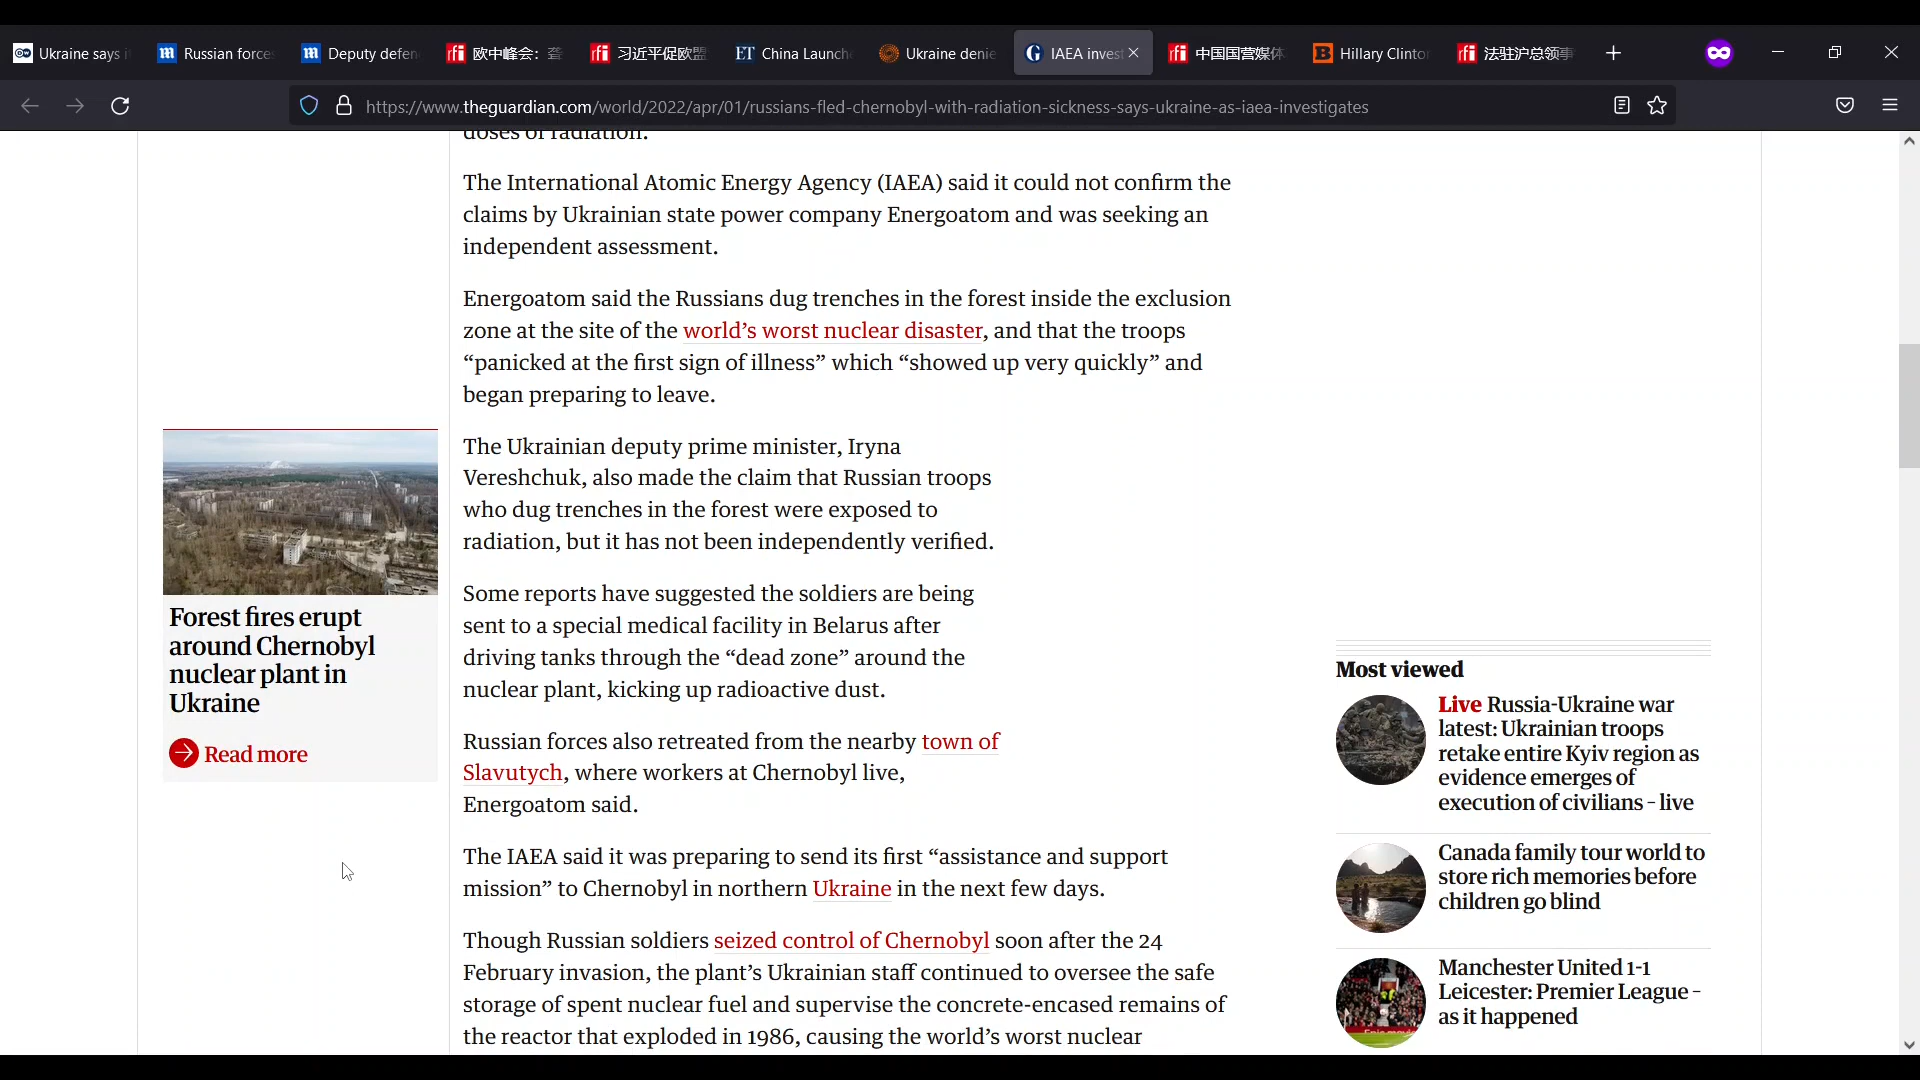 Ukraine says i
Russian force
Deputy defen
欧中峰会：聋
习近平促欧盟
ET China Launch
Ukraine denie
IAEA invest
中国国营媒体
Hillary Clinto
法驻沪总领事
https://www.theguardian.com/world/2022/apr/01/russians-fled-chernobyl-with-radiation-sickness-says-ukraine-as-iaea-investigates
doses of radiation.
The International Atomic Energy Agency (IAEA) said it could not confirm the
claims by Ukrainian state power company Energoatom and was seeking an
independent assessment.
Energoatom said the Russians dug trenches in the forest inside the exclusion
zone at the site of the world’s worst nuclear disaster, and that the troops
“panicked at the first sign of illness” which “showed up very quickly” and
began preparing to leave.
The Ukrainian deputy prime minister, Iryna
Vereshchuk, also made the claim that Russian troops
who dug trenches in the forest were exposed to
radiation, but it has not been independently verified.
Some reports have suggested the soldiers are being
sent to a special medical facility in Belarus after
driving tanks through the “dead zone” around the
nuclear plant, kicking up radioactive dust.
Russian forces also retreated from the nearby town of
Slavutych, where workers at Chernobyl live,
Energoatom said.
The IAEA said it was preparing to send its first “assistance and support
mission” to Chernobyl in northern Ukraine in the next few days.
Though Russian soldiers seized control of Chernobyl soon after the 24
February invasion, the plant’s Ukrainian staff continued to oversee the safe
storage of spent nuclear fuel and supervise the concrete-encased remains of
the reactor that exploded in 1986, causing the world’s worst nuclear
Forest fires erupt
around Chernobyl
nuclear plant in
Ukraine
Read more
Most viewed
Live Russia-Ukraine war
latest: Ukrainian troops
retake entire Kyiv region as
evidence emerges of
execution of civilians – live
Canada family tour world to
store rich memories before
children go blind
Manchester United 1-1
Leicester: Premier League –
as it happened